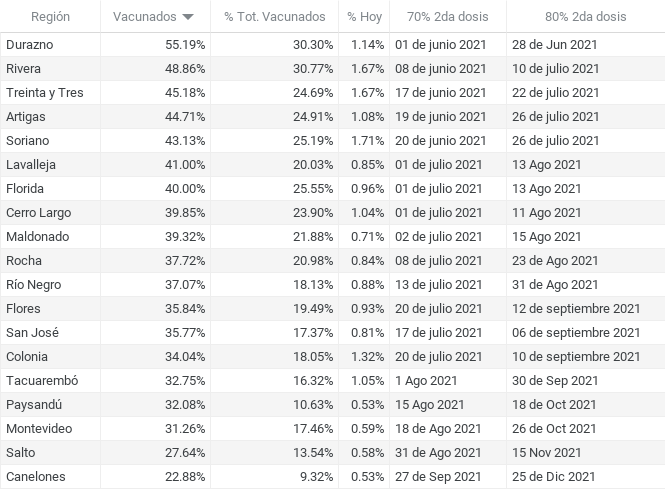 Región Vacunados % Tot. Vacunados % Hoy 70% 2da dosis 80% 2da dosis
Durazno 55.19% 30.30% 1.14% 01 de junio 2021 28 de Jun 2021
Rivera 48.86% 30.77% 1.67% 08 de junio 2021 10 de julio 2021
Treinta y Tres 45.18% 24.69% 1.67% 17 de junio 2021 22 de julio 2021
Artigas 44.71% 24.91% 1.08% 19 de junio 2021 26 de julio 2021
Soriano 43.13% 25.19% 1.71% 20 de junio 2021 26 de julio 2021
Lavalleja 41.00% 20.03% 0.85% 01 de julio 2021 13 Ago 2021
Florida 40.00% 25.55% 0.96% 01 de julio 2021 13 Ago 2021
Cerro Largo 39.85% 23.90% 1.04% 01 de julio 2021 11 Ago 2021
Maldonado 39.32% 21.88% 0.71% 02 de julio 2021 15 Ago 2021
Rocha 37.72% 20.98% 0.84% 08 de julio 2021 23 de Ago 2021
Río Negro 37.07% 18.13% 0.88% 13 de julio 2021 31 de Ago 2021
Flores 35.84% 19.49% 0.93% 20 de julio 2021 12 de septiembre 2021
San José 35.77% 17.37% 0.81% 17 de julio 2021 06 de septiembre 2021
Colonia 34.04% 18.05% 1.32% 20 de julio 2021 10 de septiembre 2021
Tacuarembó 32.75% 16.32% 1.05% 1 Ago 2021 30 de Sep 2021
Paysandú 32.08% 10.63% 0.53% 15 Ago 2021 18 de Oct 2021
Montevideo 31.26% 17.46% 0.59% 18 de Ago 2021 26 de Oct 2021
Salto 27.64% 13.54% 0.58% 31 de Ago 2021 15 Nov 2021
Canelones 22.88% 9.32% 0.53% 27 de Sep 2021 25 de Dic 2021